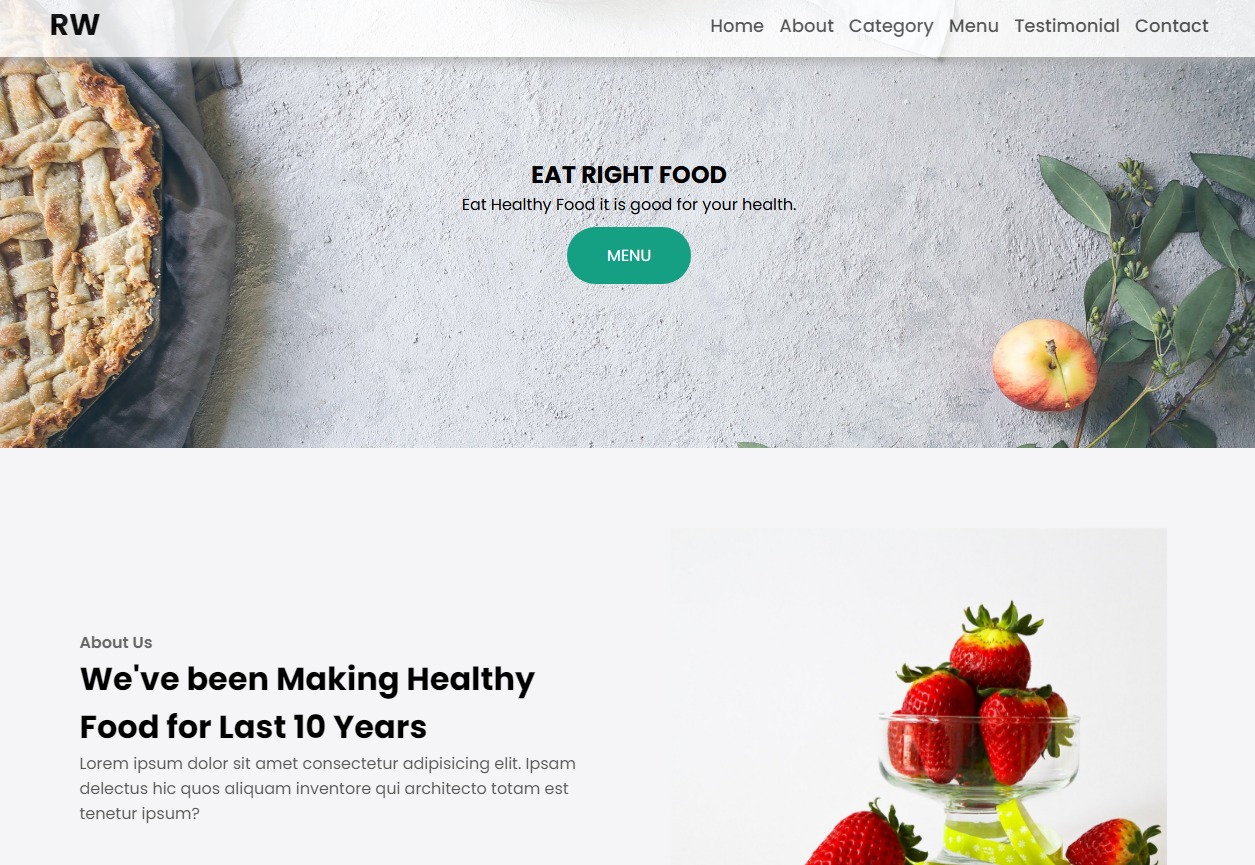 RW
Home About Category Menu Testimonial Contact
EAT RIGHT FOOD
Eat Healthy Food it is good for your health.
MENU
About Us
We've been Making Healthy
Food for Last 10 Years
Lorem ipsum dolor sit amet consectetur adipisicing elit. Ipsam
delectus hic quos aliquam inventore qui architecto totam est
tenetur ipsum?